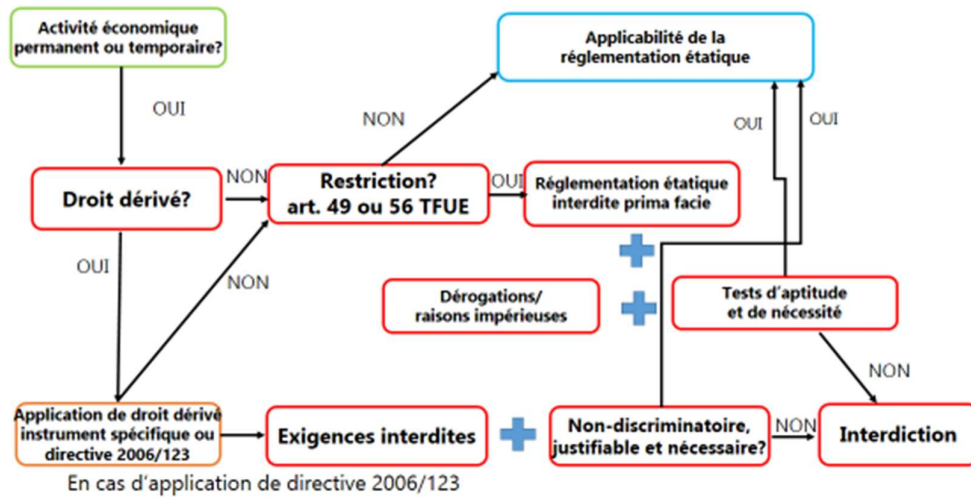 Activité économique
permanent ou temporaire?
Applicabilité de la
réglementation étatique
OUI
NON
OUI
OUI
Droit dérivé?
NON
Restriction?
art. 49 ou 56 TFUE
OUI
Réglementation étatique
interdite prima facie
OUI
NON
Dérogations/
raisons impérieuses
Tests d'aptitude
et de nécessité
NON
Application de droit dérivé
instrument spécifique ou
directive 2006/123
Exigences interdites
Non-discriminatoire,
justifiable et nécessaire?
NON
Interdiction
En cas d'application de directive 2006/123